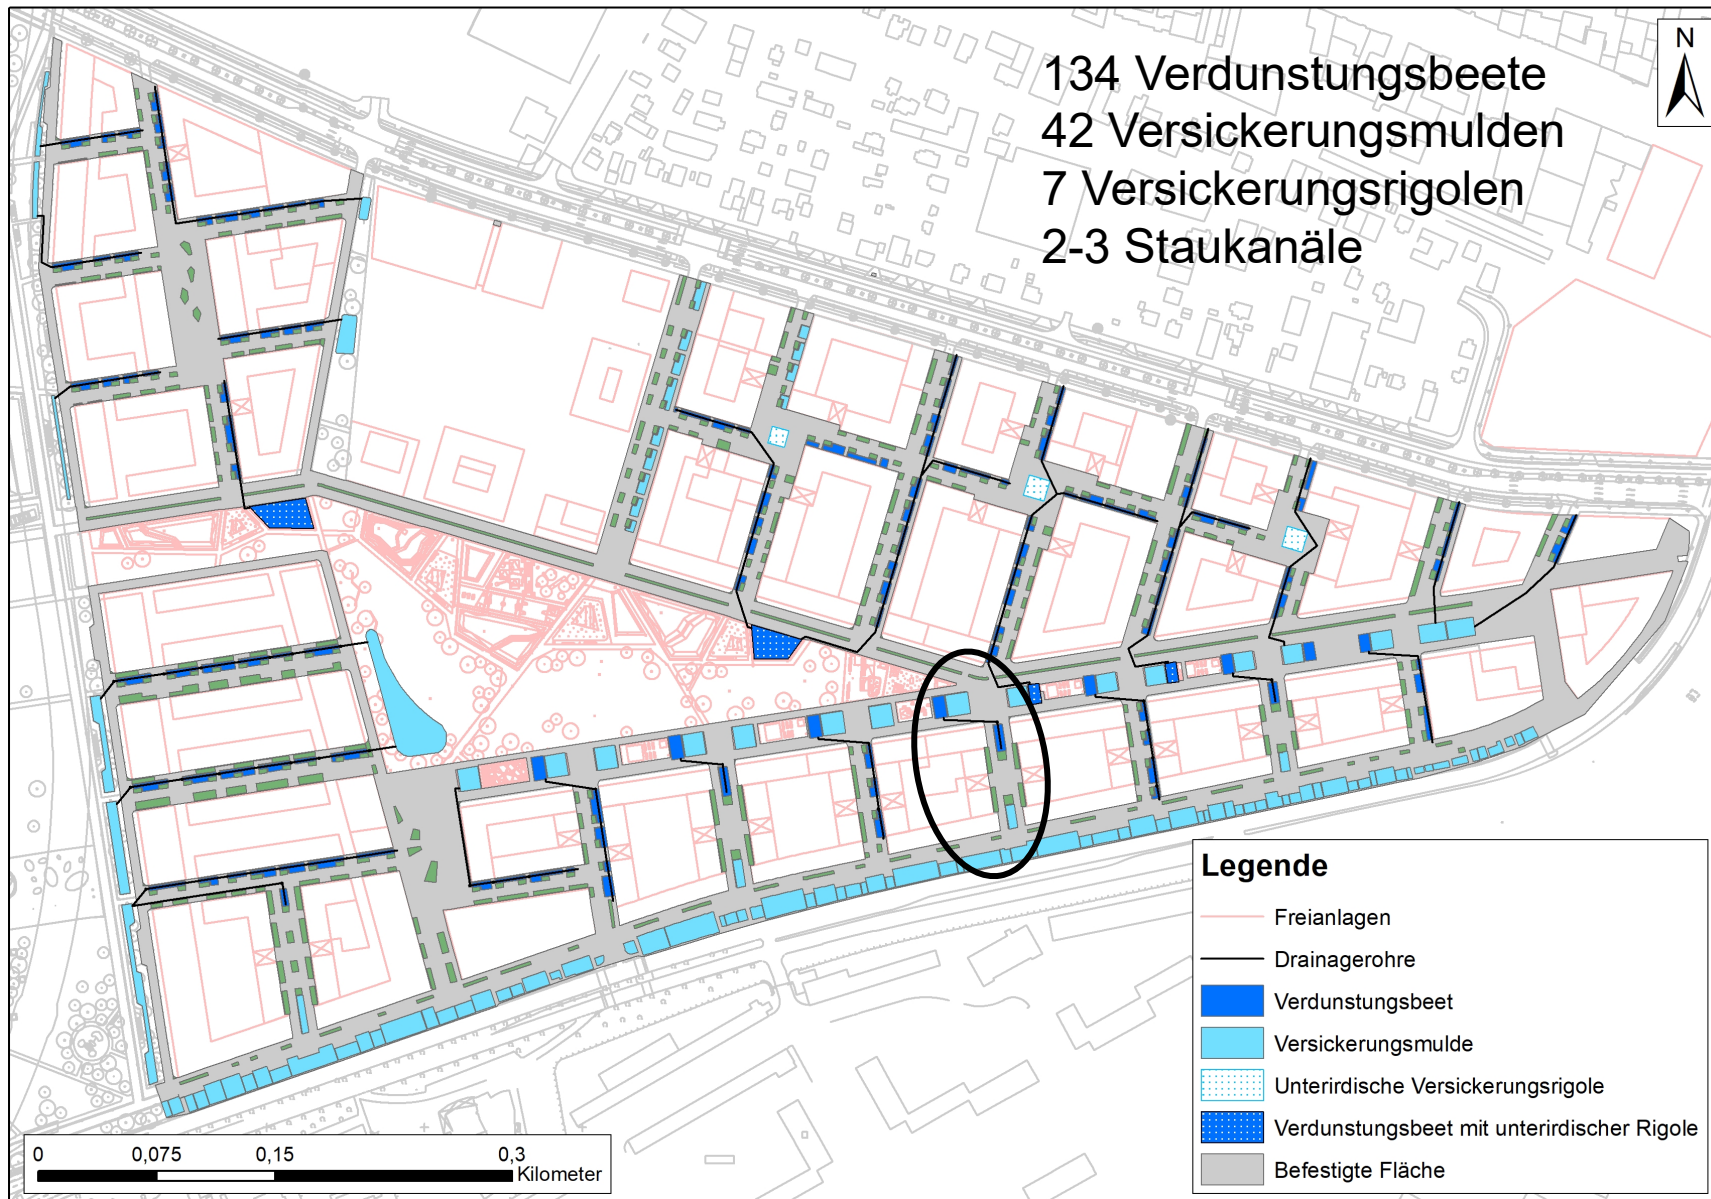 134 Verdunstungsbeete
42 Versickerungsmulden
7 Versickerungsrigolen
2-3 Staukanäle
N
Legende
Freianlagen
Drainagerohre
Verdunstungsbeet
Versickerungsmulde
Unterirdische Versickerungsrigole
Verdunstungsbeet mit unterirdischer Rigole
Befestigte Fläche
0 0,075 0,15 0,3
Kilometer